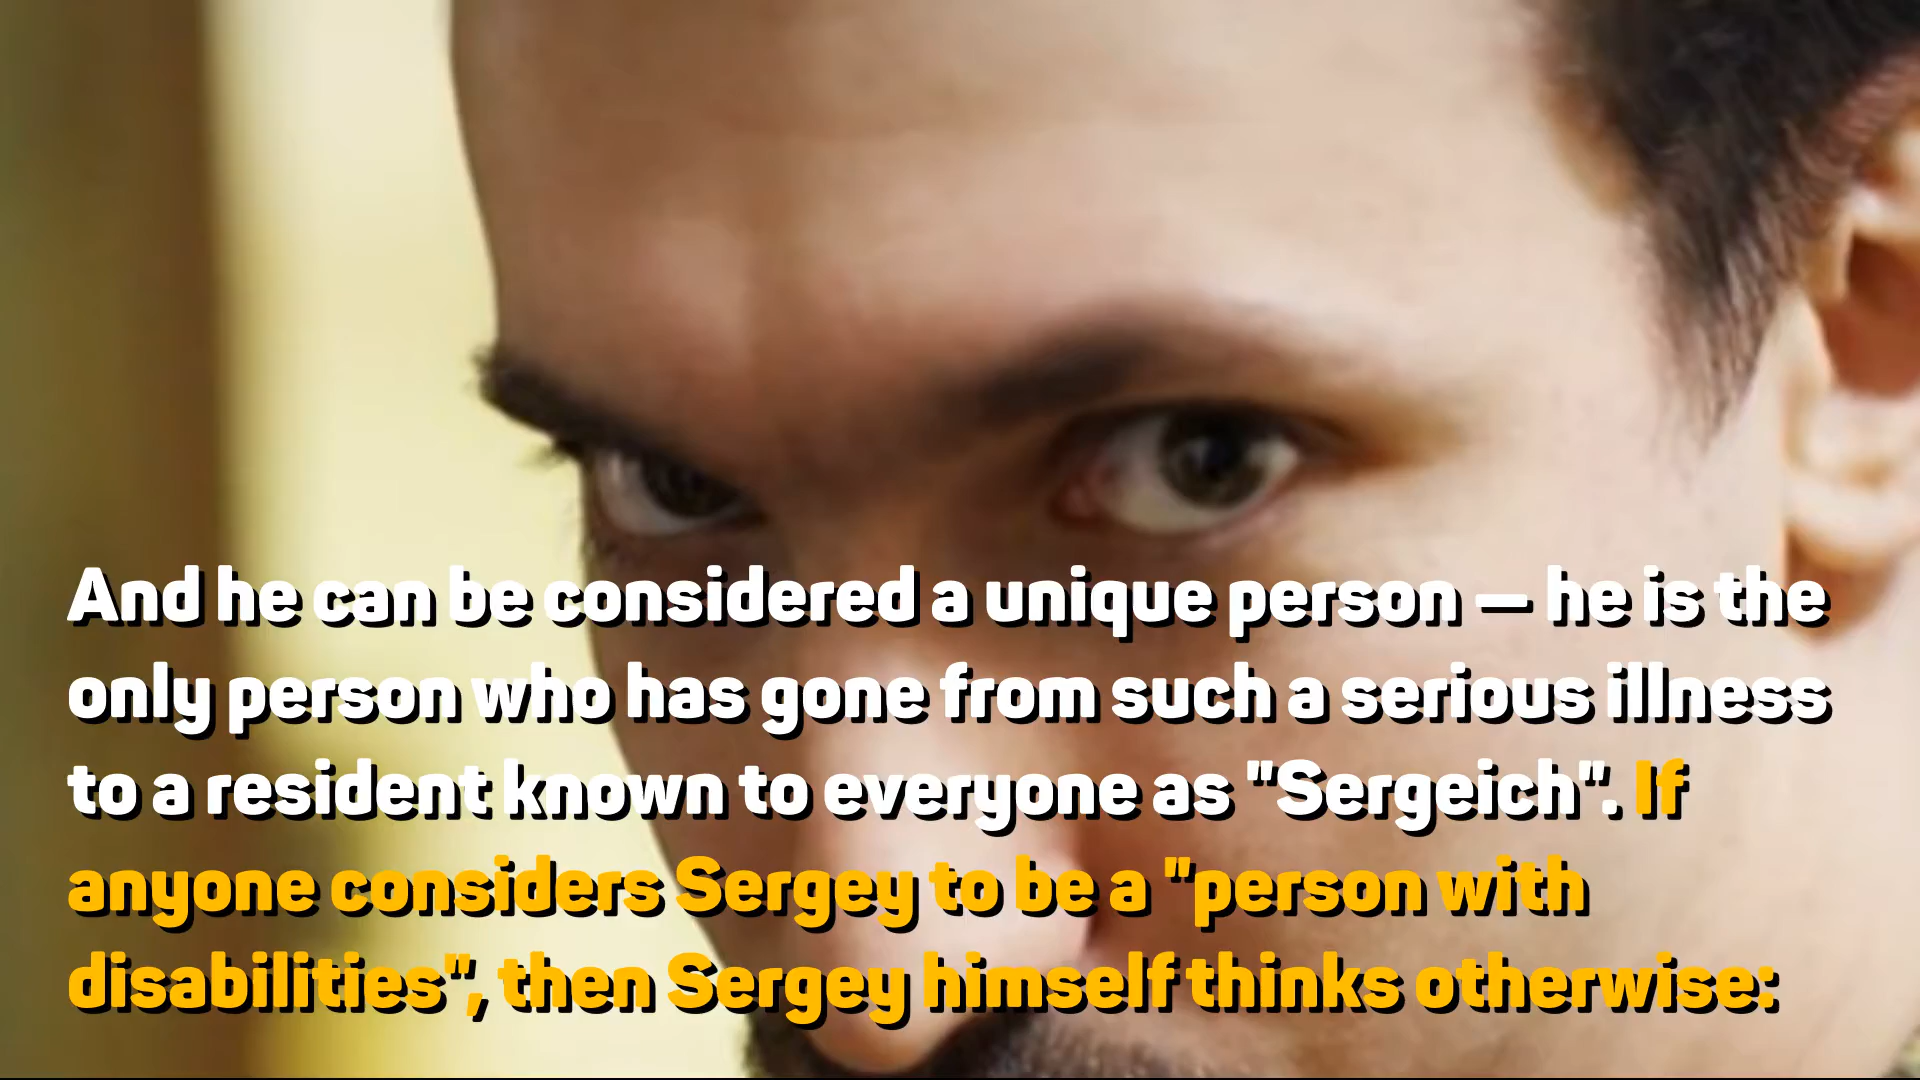 And he can be considered a unique person — he is the
only person who has gone from such a serious illness
to a resident known to everyone as "Sergeich". If
anyone considers Sergey to be a "person with
disabilities", then Sergey himself thinks otherwise: